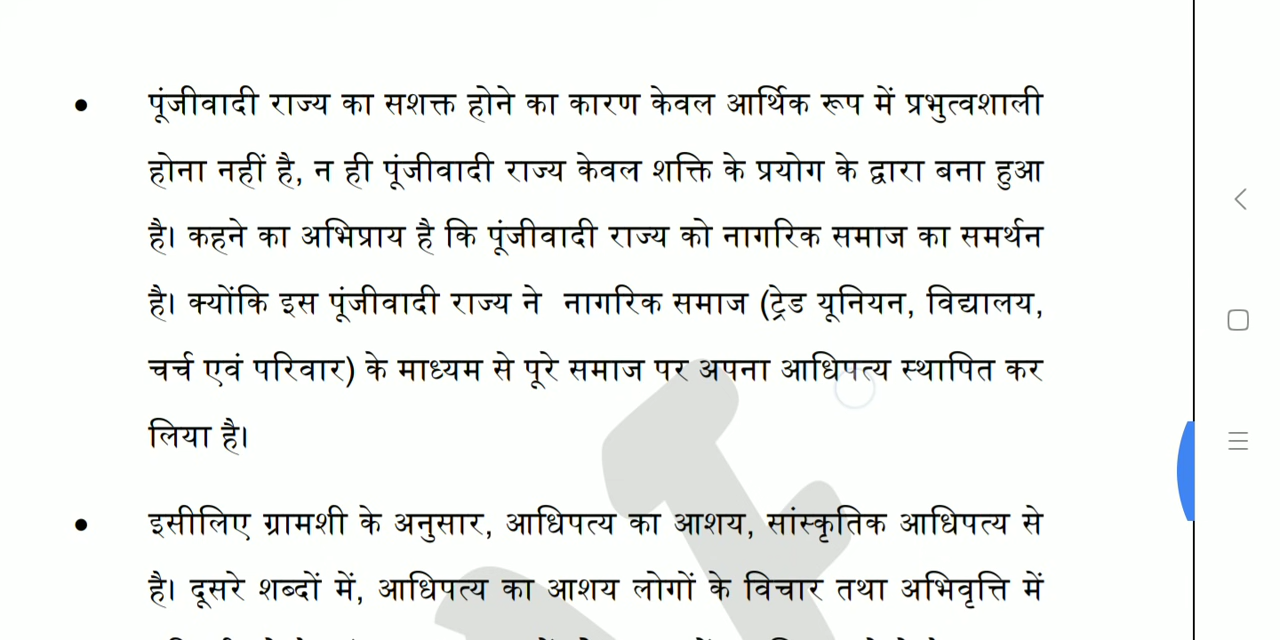 • पूंजीवादी राज्य का सशक्त होने का कारण केवल आर्थिक रूप में प्रभुत्वशाली
होना नहीं है, न ही पूंजीवादी राज्य केवल शक्ति के प्रयोग के द्वारा बना हुआ
है। कहने का अभिप्राय है कि पूंजीवादी राज्य को नागरिक समाज का समर्थन
है। क्योंकि इस पूंजीवादी राज्य ने नागरिक समाज (ट्रेड यूनियन, विद्यालय,
चर्च एवं परिवार) के माध्यम से पूरे समाज पर अपना आधिपत्य स्थापित कर
लिया है।
• इसीलिए ग्रामशी के अनुसार, आधिपत्य का आशय, सांस्कृतिक आधिपत्य से
है। दूसरे शब्दों में, आधिपत्य का आशय लोगों के विचार तथा अभिवृत्ति में